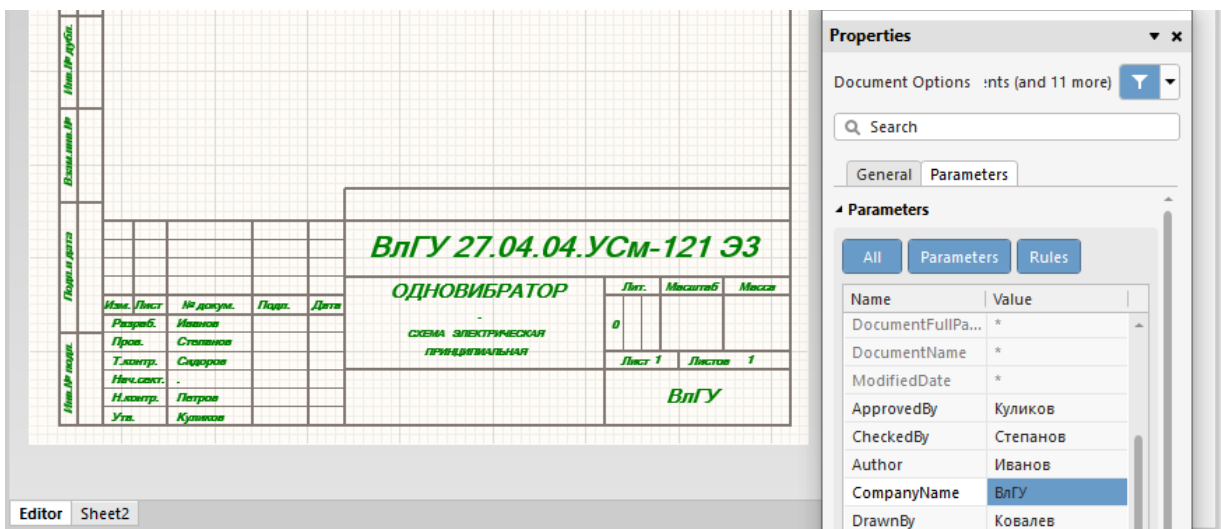 Properties
Document Options :nts (and 11 more)
Search
General Parameters
Parameters
All Parameters Rules
Name Value
DocumentFullPa... *
DocumentName *
ModifiedDate *
ApprovedBy Куликов
CheckedBy Степанов
Author Иванов
CompanyName ВлГУ
DrawnBy Ковалев
Инв.№ дубл.
Взам.инв.№
Подп.и дата
Инв.№ подл.
ВлГУ 27.04.04.УСм-121 ЭЗ
ОДНОВИБРАТОР
-
СХЕМА ЭЛЕКТРИЧЕСКАЯ
ПРИНЦИПИАЛЬНАЯ
Лит. Масштаб Масса
О
Лист 1 Листов 1
ВлГУ
Изм. Лист № докум. Подп. Дата
Разраб. Иванов
Пров. Степанов
Т.контр. Сидоров
Нач.сект. .
Н.контр. Петров
Утв. Куликов
Editor Sheet2